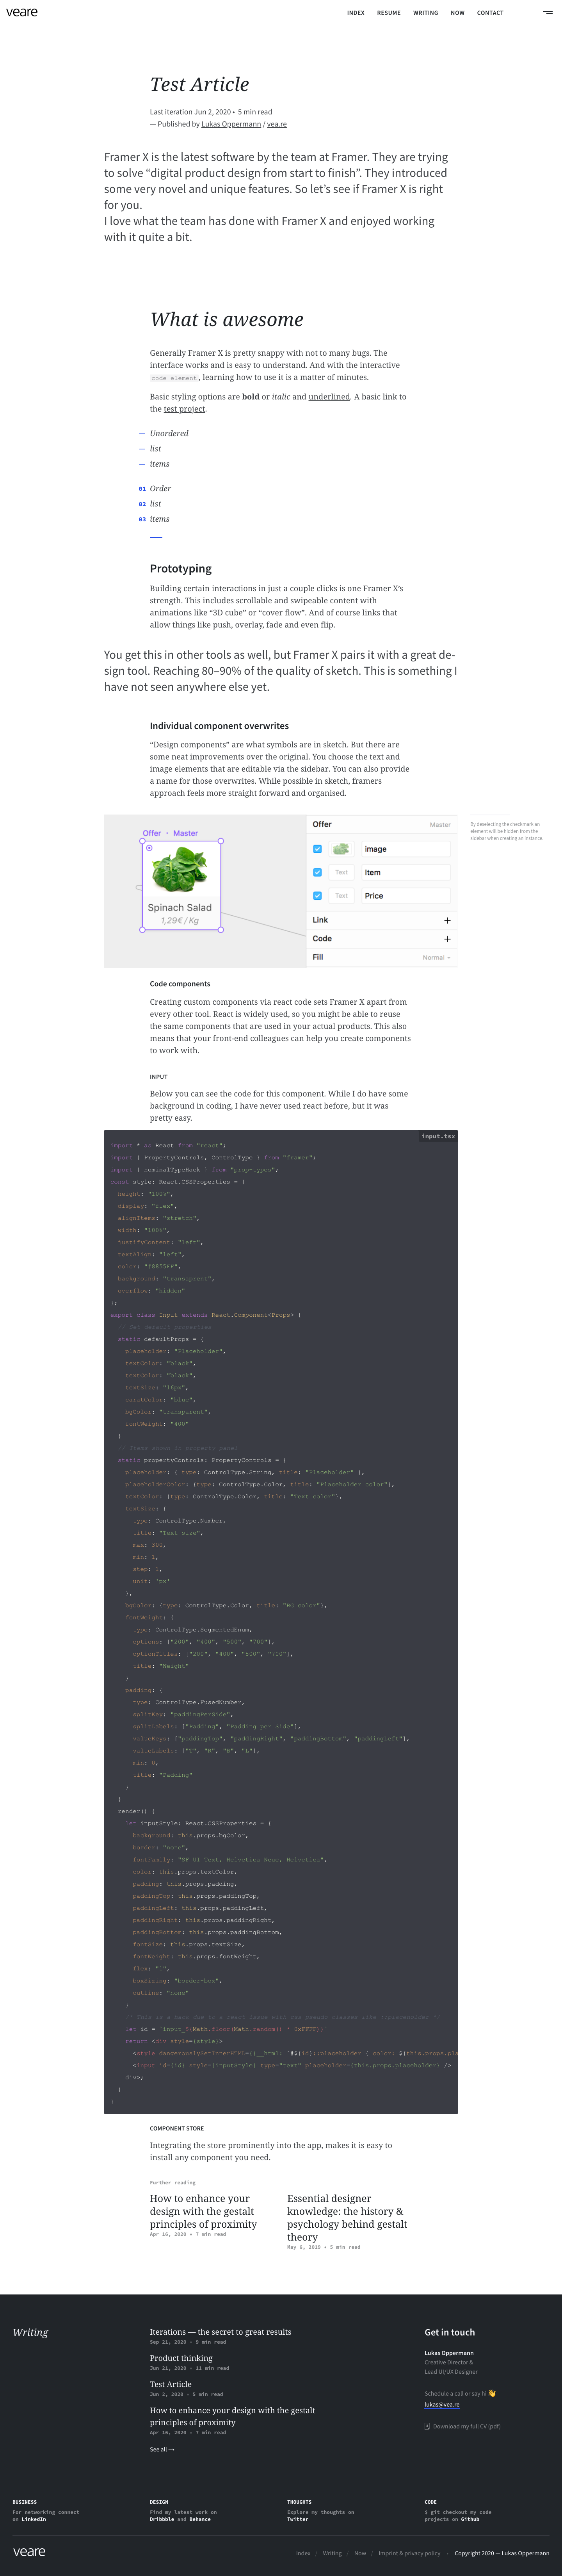 veare
INDEX
RESUME
WRITING
NOW
CONTACT
Test Article
Last iteration Jun 2, 2020 • 5 min read
— Published by Lukas Oppermann / vea.re
Framer X is the latest software by the team at Framer. They are trying
to solve “digital product design from start to finish”. They introduced
some very novel and unique features. So let’s see if Framer X is right
for you.
I love what the team has done with Framer X and enjoyed working
with it quite a bit.
What is awesome
Generally Framer X is pretty snappy with not to many bugs. The
interface works and is easy to understand. And with the interactive
code element, learning how to use it is a matter of minutes.
Basic styling options are bold or italic and underlined. A basic link to
the test project.
— Unordered
— list
— items
01 Order
02 list
03 items
Prototyping
Building certain interactions in just a couple clicks is one Framer X’s
strength. This includes scrollable and swipeable content with
animations like “3D cube” or “cover flow”. And of course links that
allow things like push, overlay, fade and even flip.
You get this in other tools as well, but Framer X pairs it with a great de-
sign tool. Reaching 80–90% of the quality of sketch. This is something I
have not seen anywhere else yet.
Individual component overwrites
“Design components” are what symbols are in sketch. But there are
some neat improvements over the original. You choose the text and
image elements that are editable via the sidebar. You can also provide
a name for those overwrites. While possible in sketch, framers
approach feels more straight forward and organised.
Offer • Master
Spinach Salad
1,29€ / Kg
Offer
Master
image
Text
Item
Text
Price
Link
Code
Fill
Normal
By deselecting the checkmark an
element will be hidden from the
sidebar when creating an instance.
Code components
Creating custom components via react code sets Framer X apart from
every other tool. React is widely used, so you might be able to reuse
the same components that are used in your actual products. This also
means that your front-end colleagues can help you create components
to work with.
INPUT
Below you can see the code for this component. While I do have some
background in coding, I have never used react before, but it was
pretty easy.
input.tsx
import * as React from "react";
import { PropertyControls, ControlType } from "framer";
import { nominalTypeHack } from "prop-types";
const style: React.CSSProperties = {
height: "100%",
display: "flex",
alignItems: "stretch",
width: "100%",
justifyContent: "left",
textAlign: "left",
color: "#8855FF",
background: "transaprent",
overflow: "hidden"
};
export class Input extends React.Component<Props> {
// Set default properties
static defaultProps = {
placeholder: "Placeholder",
textColor: "black",
textColor: "black",
textSize: "16px",
caratColor: "blue",
bgColor: "transparent",
fontWeight: "400"
}
// Items shown in property panel
static propertyControls: PropertyControls = {
placeholder: { type: ControlType.String, title: "Placeholder" },
placeholderColor: {type: ControlType.Color, title: "Placeholder color"},
textColor: {type: ControlType.Color, title: "Text color"},
textSize: {
type: ControlType.Number,
title: "Text size",
max: 300,
min: 1,
step: 1,
unit: 'px'
},
bgColor: {type: ControlType.Color, title: "BG color"},
fontWeight: {
type: ControlType.SegmentedEnum,
options: ["200", "400", "500", "700"],
optionTitles: ["200", "400", "500", "700"],
title: "Weight"
}
padding: {
type: ControlType.FusedNumber,
splitKey: "paddingPerSide",
splitLabels: ["Padding", "Padding per Side"],
valueKeys: ["paddingTop", "paddingRight", "paddingBottom", "paddingLeft"],
valueLabels: ["T", "R", "B", "L"],
min: 0,
title: "Padding"
}
}
render() {
let inputStyle: React.CSSProperties = {
background: this.props.bgColor,
border: "none",
fontFamily: "SF UI Text, Helvetica Neue, Helvetica",
color: this.props.textColor,
padding: this.props.padding,
paddingTop: this.props.paddingTop,
paddingLeft: this.props.paddingLeft,
paddingRight: this.props.paddingRight,
paddingBottom: this.props.paddingBottom,
fontSize: this.props.textSize,
fontWeight: this.props.fontWeight,
flex: "1",
boxSizing: "border-box",
outline: "none"
}
let id = `input_${Math.floor(Math.random() * 0xFFFF)}`
return <div style={style}>
<style dangerouslySetInnerHTML={{__html: `#${id}::placeholder { color: ${this.props.pla
<input id={id} style={inputStyle} type="text" placeholder={this.props.placeholder} />
div>;
}
}
COMPONENT STORE
Integrating the store prominently into the app, makes it is easy to
install any component you need.
Further reading
How to enhance your
design with the gestalt
principles of proximity
Apr 16, 2020 • 7 min read
Essential designer
knowledge: the history &
psychology behind gestalt
theory
May 6, 2019 • 5 min read
Writing
Iterations — the secret to great results
Sep 21, 2020 · 9 min read
Product thinking
Jun 21, 2020 · 11 min read
Test Article
Jun 2, 2020 · 5 min read
How to enhance your design with the gestalt
principles of proximity
Apr 16, 2020 · 7 min read
See all →
Get in touch
Lukas Oppermann
Creative Director &
Lead UI/UX Designer
Schedule a call or say hi 👋
lukas@vea.re
Download my full CV (pdf)
BUSINESS
For networking connect
on LinkedIn
DESIGN
Find my latest work on
Dribbble and Behance
THOUGHTS
Explore my thoughts on
Twitter
CODE
$ git checkout my code
projects on Github
veare
Index / Writing / Now / Imprint & privacy policy • Copyright 2020 — Lukas Oppermann